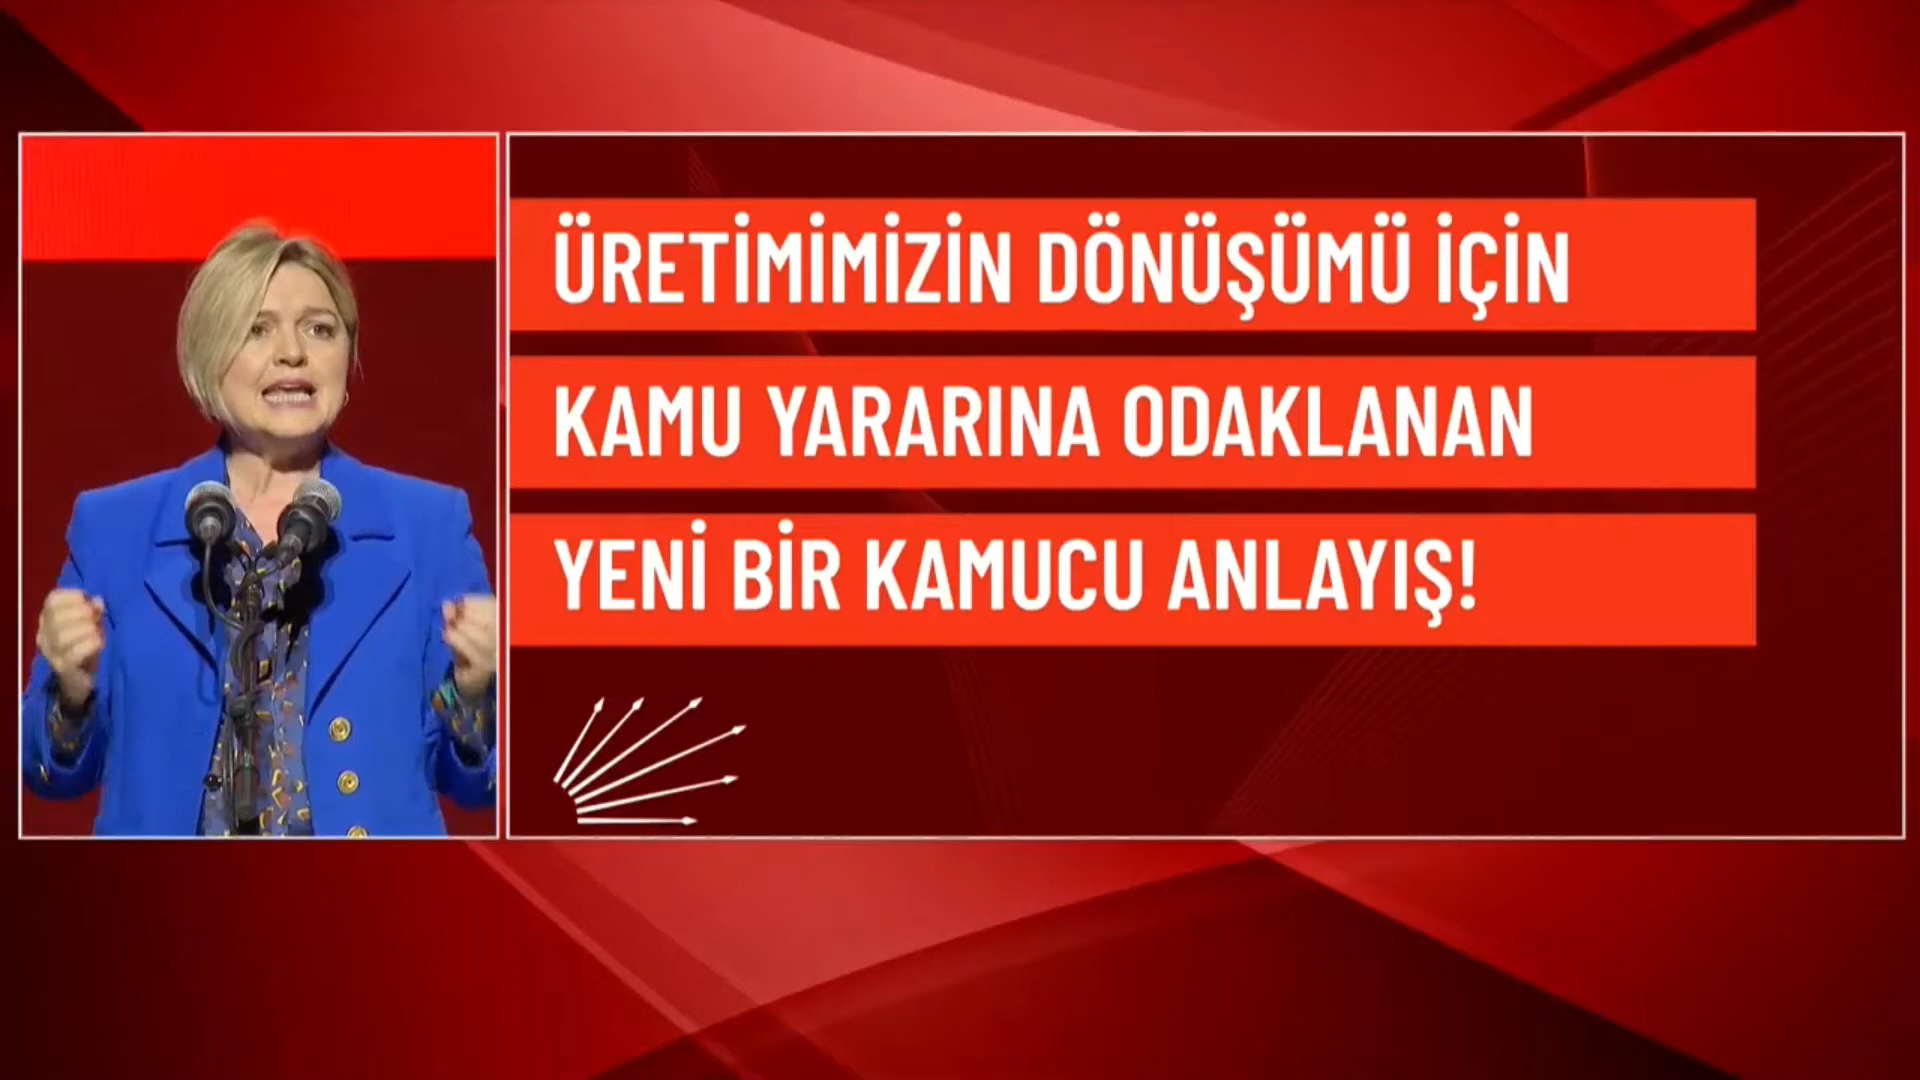 ÜRETİMİMİZİN DÖNÜŞÜMÜ İÇİN
KAMU YARARINA ODAKLANAN
YENİ BİR KAMUCU ANLAYIŞ!